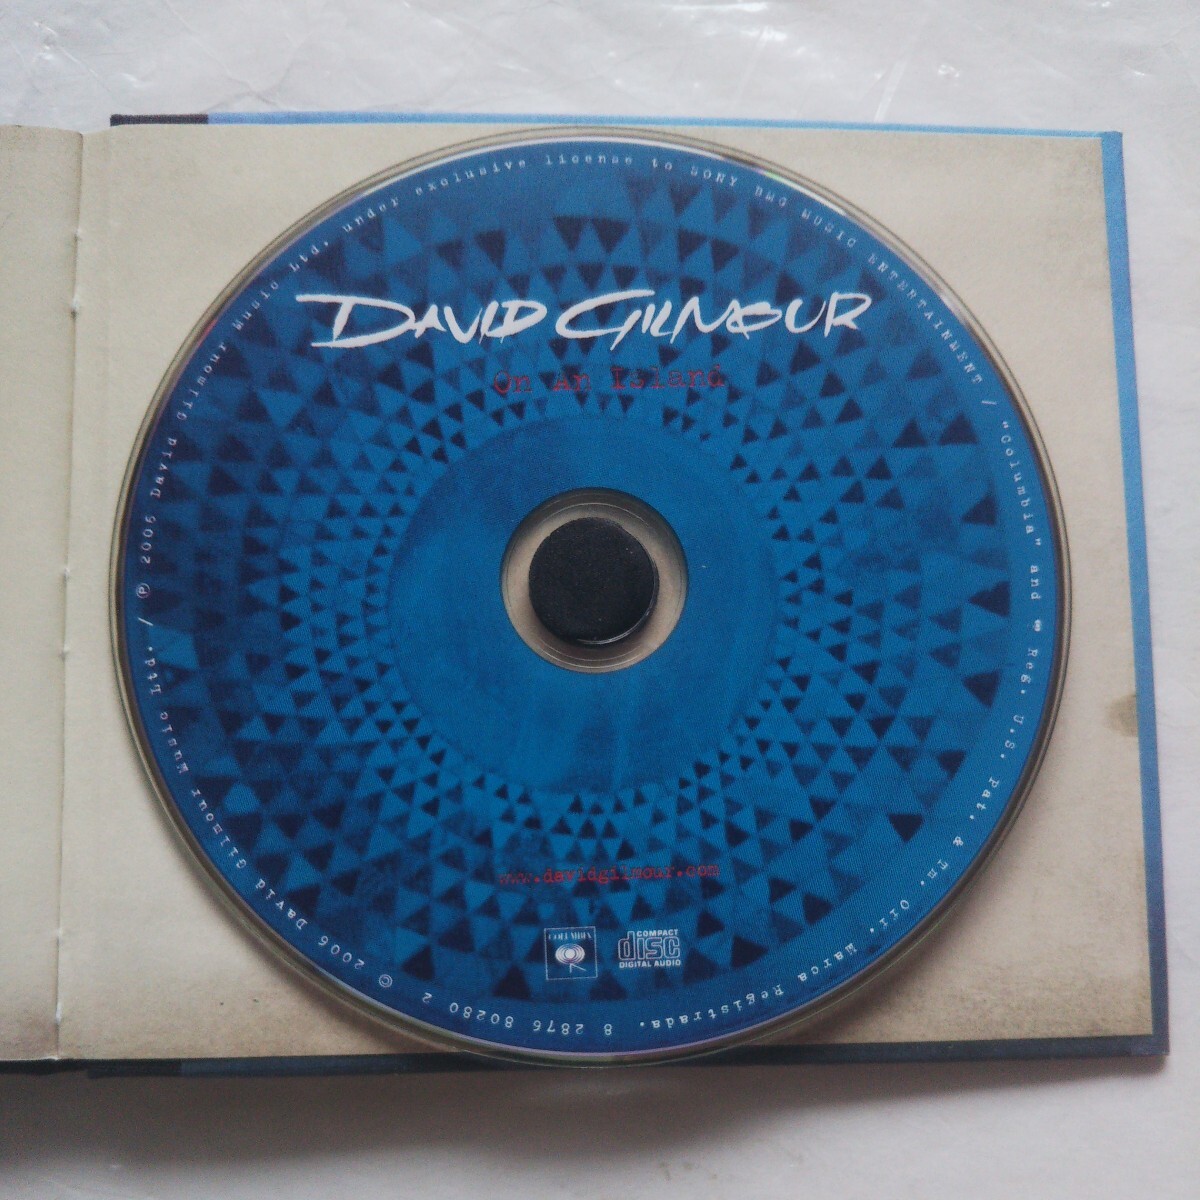 DAVID GILMOUR
On An Island
www.davidgilmour.com
COLUMBIA
COMPACT
disc
DIGITAL AUDIO
℗ 2006 David Gilmour Music Ltd. under exclusive license to SONY BMG MUSIC ENTERTAINMENT / "Columbia" and Reg. U.S. Pat. & Tm. Off. Marca Registrada. 8 2876 80280 2 © 2006 David Gilmour Music Ltd. /